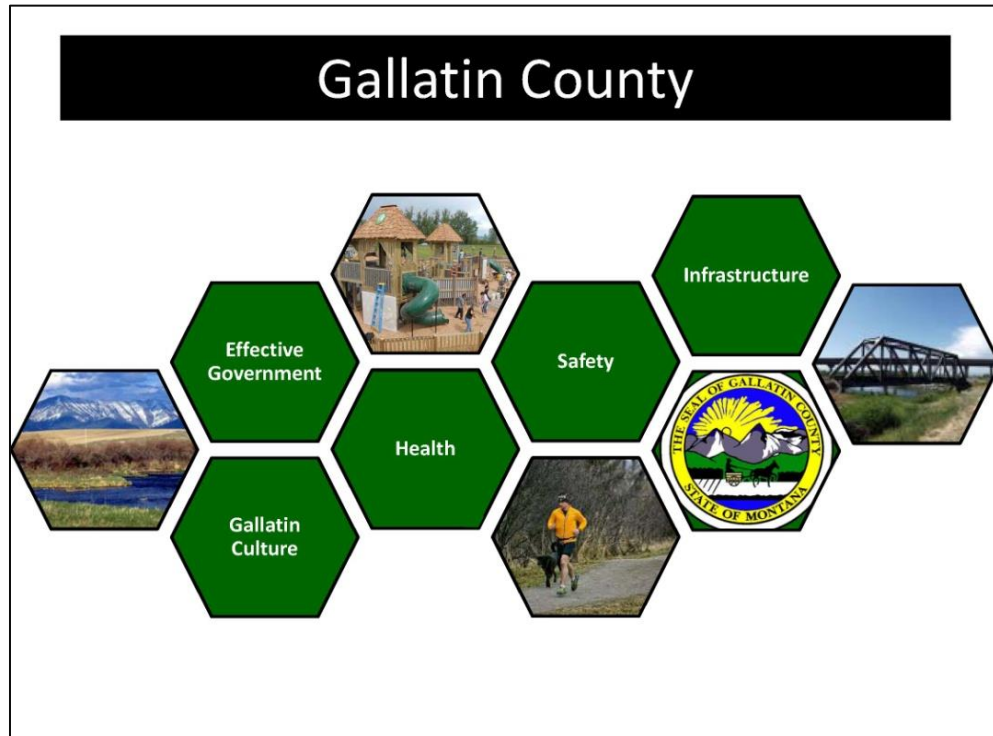 Gallatin County
Infrastructure
Effective
Government
Safety
Health
THE SEAL OF GALLATIN COUNTY
STATE OF MONTANA
Gallatin
Culture